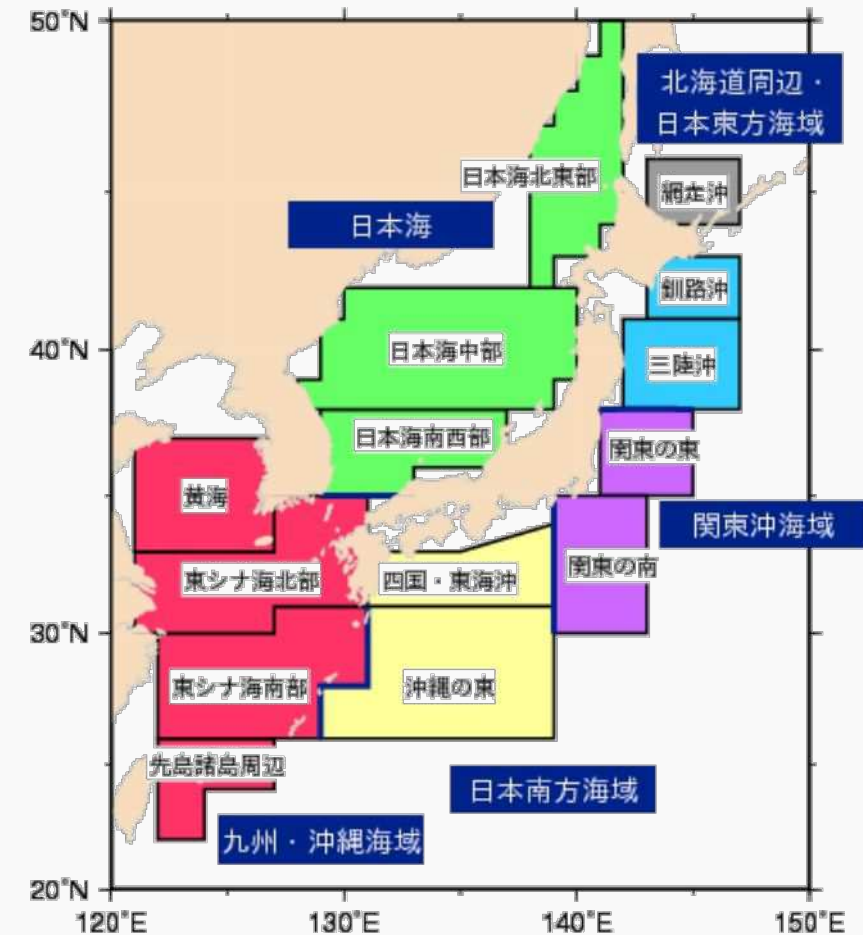 50°N
北海道周辺・
日本東方海域
日本海北東部
網走沖
日本海
釧路沖
40°N
日本海中部
三陸沖
日本海南西部
関東の東
黄海
関東沖海域
関東の南
東シナ海北部
四国・東海沖
30°N
東シナ海南部
沖縄の東
先島諸島周辺
日本南方海域
九州・沖縄海域
20°N
120°E
130°E
140°E
150°E